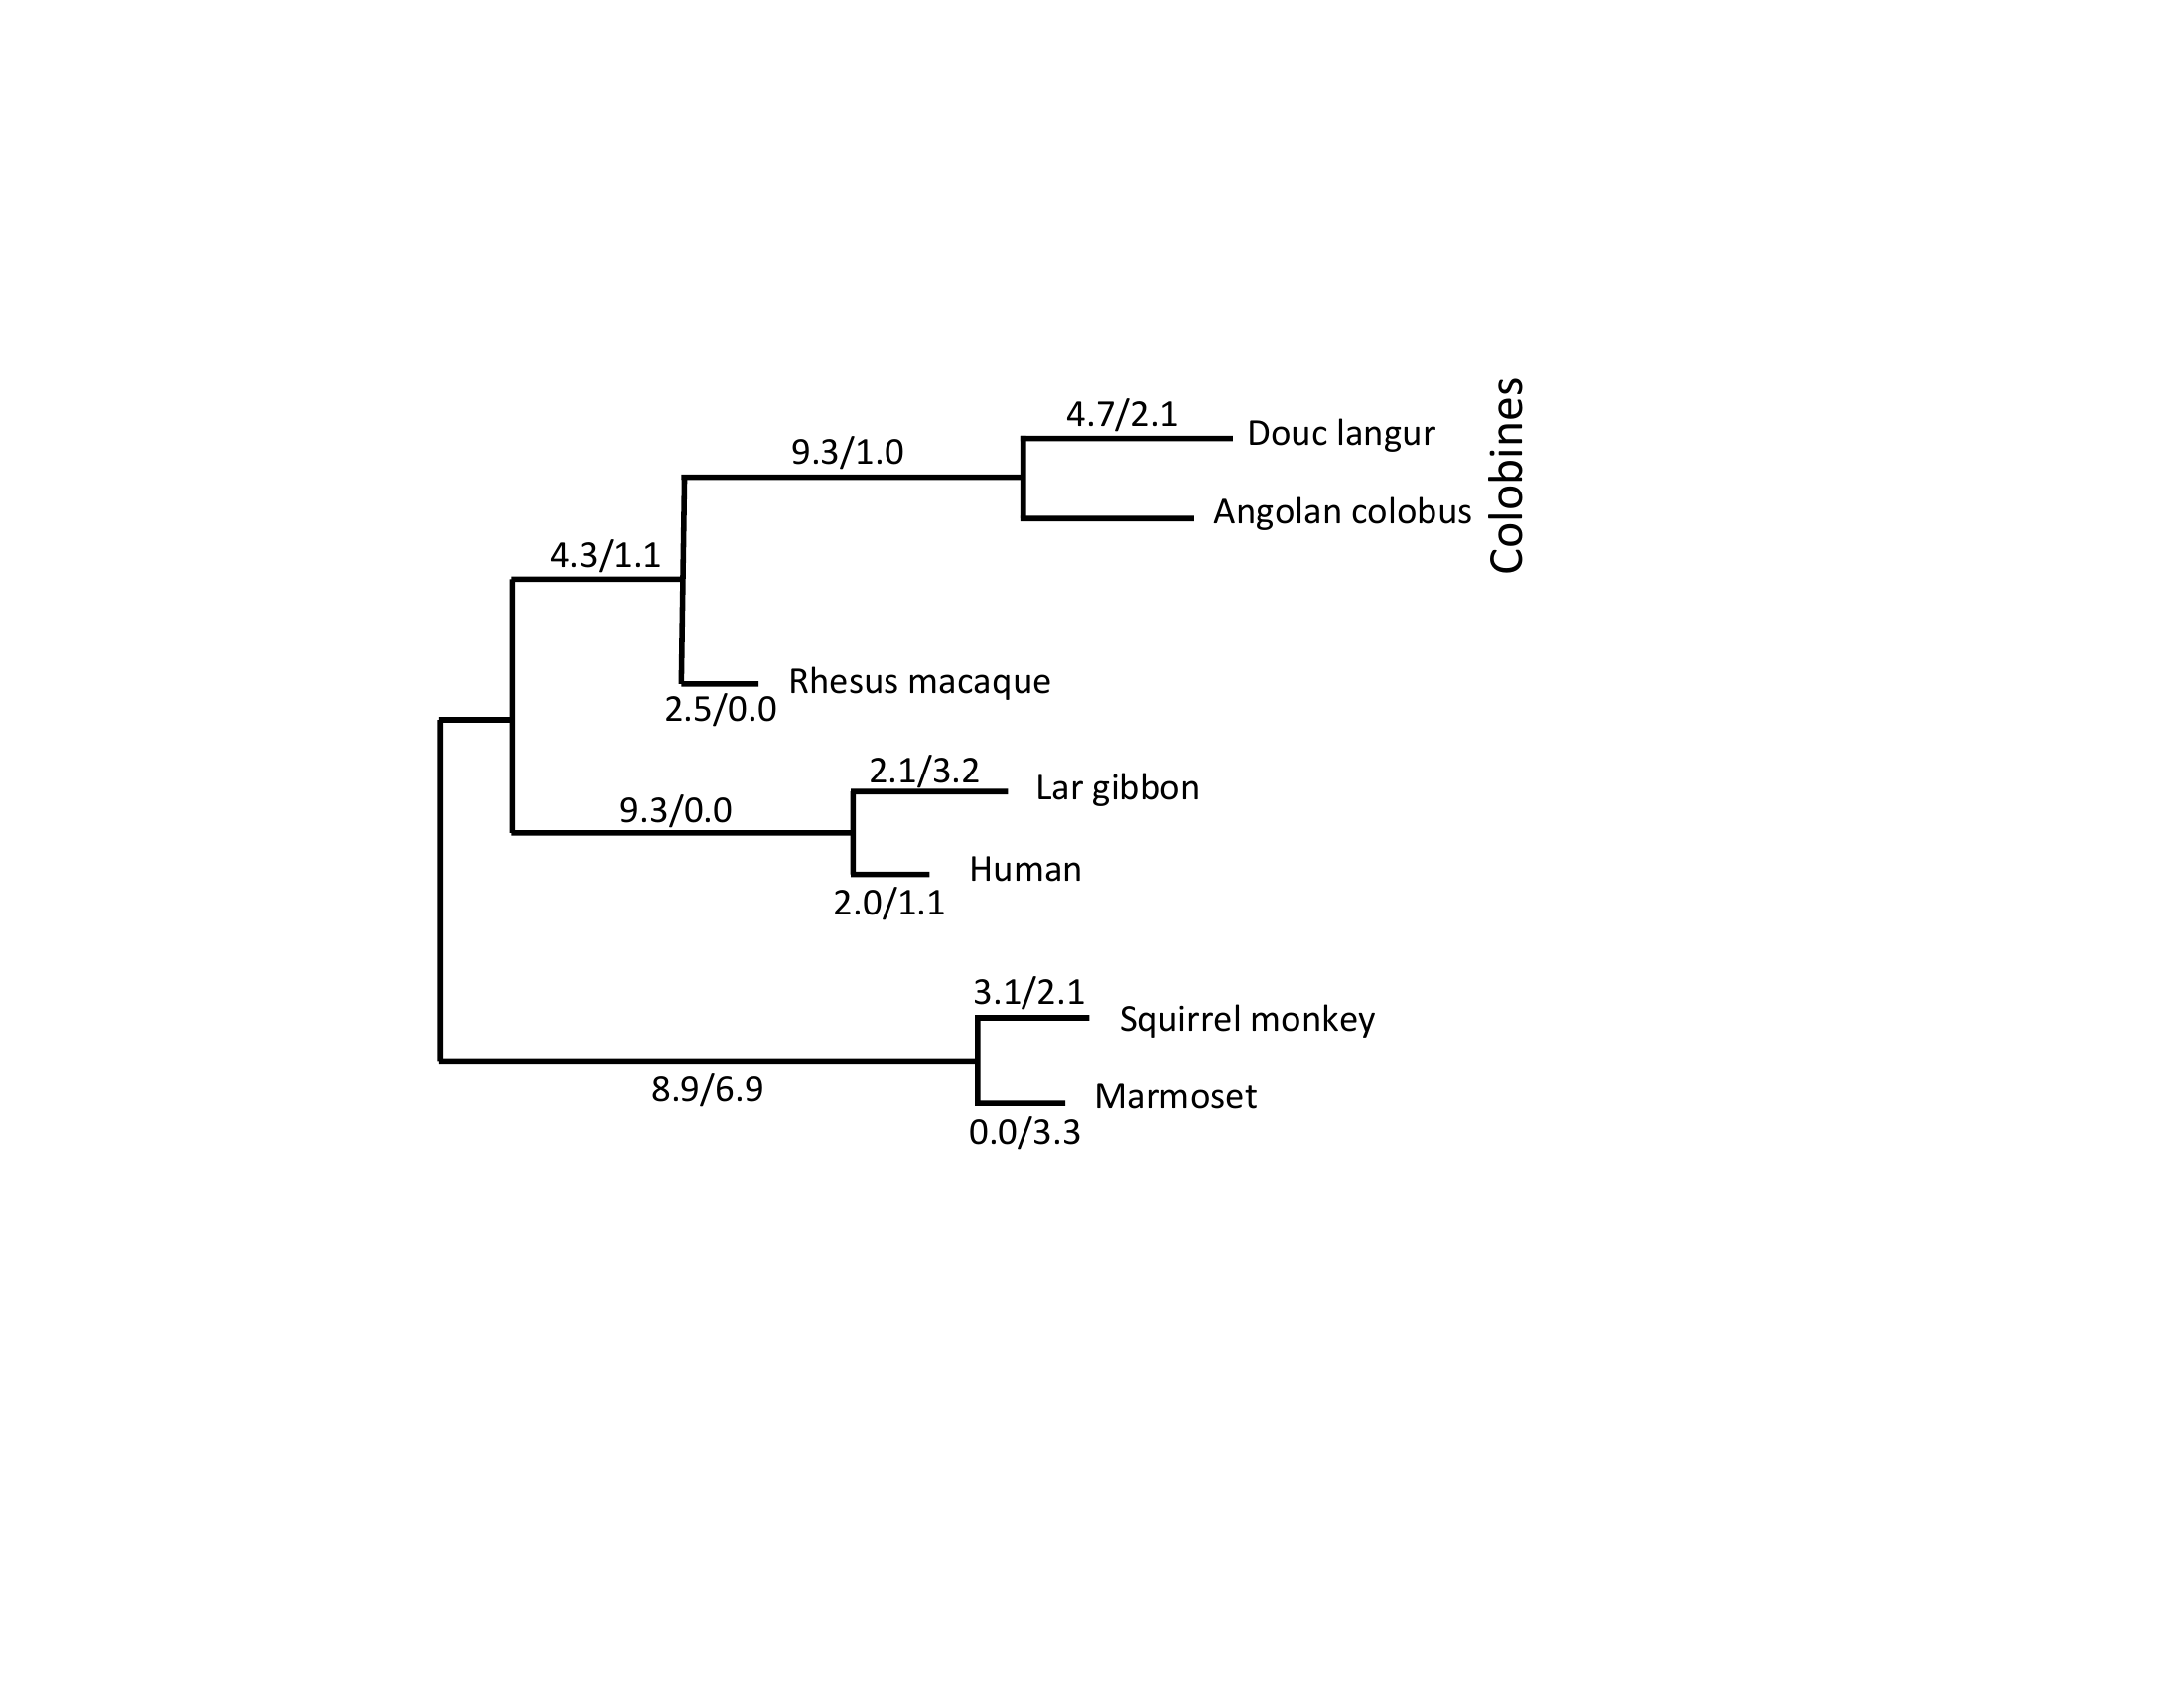 4.7/2.1
Douc langur
9.3/1.0
Angolan colobus
Colobines
4.3/1.1
Rhesus macaque
2.5/0.0
2.1/3.2
Lar gibbon
9.3/0.0
Human
2.0/1.1
3.1/2.1
Squirrel monkey
8.9/6.9
Marmoset
0.0/3.3